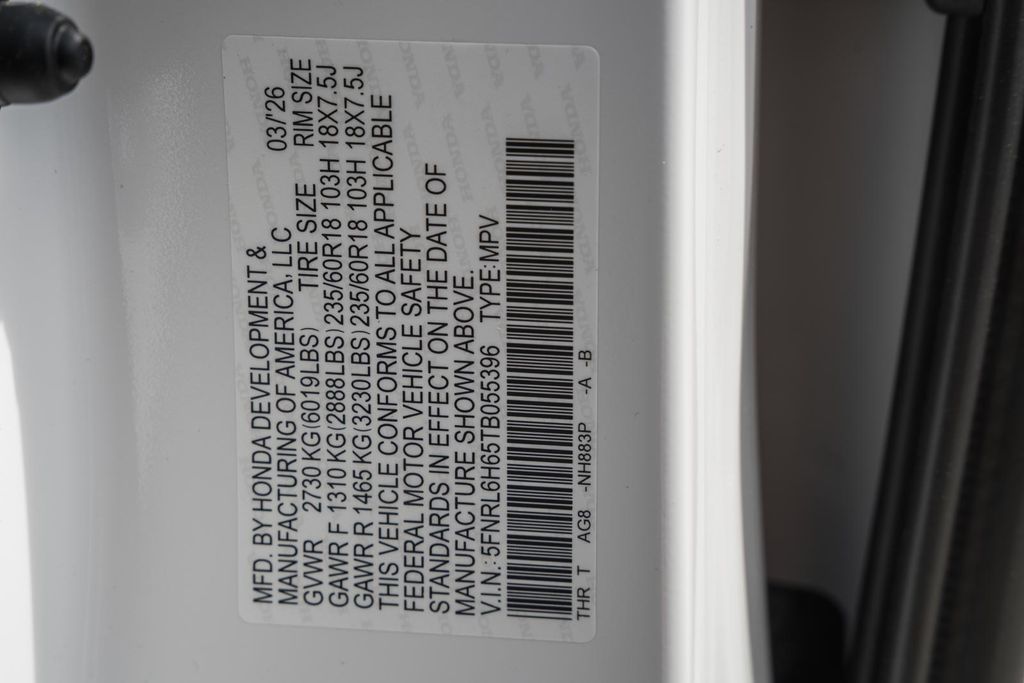 MFD. BY HONDA DEVELOPMENT &
MANUFACTURING OF AMERICA, LLC 03/'26
GVWR 2730 KG(6019LBS) TIRE SIZE RIM SIZE
GAWR F 1310 KG(2888LBS)235/60R18 103H 18X7.5J
GAWR R 1465 KG(3230LBS)235/60R18 103H 18X7.5J
THIS VEHICLE CONFORMS TO ALL APPLICABLE
FEDERAL MOTOR VEHICLE SAFETY
STANDARDS IN EFFECT ON THE DATE OF
MANUFACTURE SHOWN ABOVE.
V.I.N.:5FNRL6H65TB055396 TYPE:MPV
THR T AG8 -NH883P -A -B